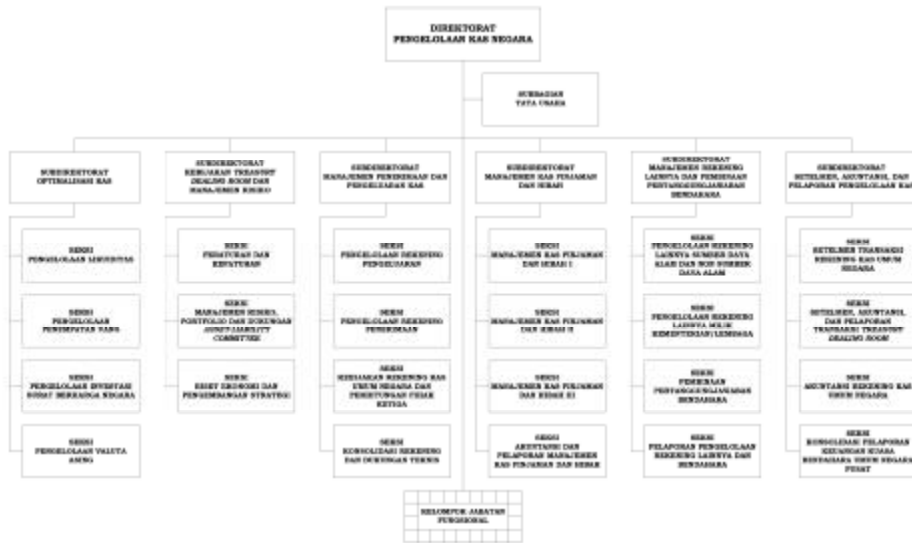 DIREKTORAT
PENGELOLAAN KAS NEGARA
SUBBAGIAN
TATA USAHA
SUBDIREKTORAT
OPTIMALISASI KAS
SEKSI
PENGELOLAAN LIKUIDITAS
SEKSI
PENGELOLAAN
PENEMPATAN UANG
SEKSI
PENGELOLAAN INVESTASI
SURAT BERHARGA NEGARA
SEKSI
PENGELOLAAN VALUTA
ASING
SUBDIREKTORAT
KEBIJAKAN TREASURY
DEALING ROOM DAN
MANAJEMEN RISIKO
SEKSI
PERATURAN DAN
KEPATUHAN
SEKSI
MANAJEMEN RISIKO,
PORTFOLIO DAN DUKUNGAN
ASSET LIABILITY
COMMITTEE
SEKSI
RISET EKONOMI DAN
PENGEMBANGAN STRATEGI
SUBDIREKTORAT
MANAJEMEN PENERIMAAN DAN
PENGELUARAN KAS
SEKSI
PENGELOLAAN REKENING
PENGELUARAN
SEKSI
PENGELOLAAN REKENING
PENERIMAAN
SEKSI
KEBIJAKAN REKENING KAS
UMUM NEGARA DAN
PERHITUNGAN PIHAK
KETIGA
SEKSI
KONSOLIDASI REKENING
DAN DUKUNGAN TEKNIS
SUBDIREKTORAT
MANAJEMEN KAS PINJAMAN
DAN HIBAH
SEKSI
MANAJEMEN KAS PINJAMAN
DAN HIBAH I
SEKSI
MANAJEMEN KAS PINJAMAN
DAN HIBAH II
SEKSI
MANAJEMEN KAS PINJAMAN
DAN HIBAH III
SEKSI
AKUNTANSI DAN
PELAPORAN MANAJEMEN
KAS PINJAMAN DAN HIBAH
SUBDIREKTORAT
MANAJEMEN REKENING
LAINNYA DAN PEMBINAAN
PERTANGGUNGJAWABAN
BENDAHARA
SEKSI
PENGELOLAAN REKENING
LAINNYA SUMBER DAYA
ALAM DAN NON SUMBER
DAYA ALAM
SEKSI
PENGELOLAAN REKENING
LAINNYA MILIK
KEMENTERIAN/LEMBAGA
SEKSI
PEMBINAAN
PERTANGGUNGJAWABAN
BENDAHARA
SEKSI
PELAPORAN PENGELOLAAN
REKENING LAINNYA DAN
BENDAHARA
SUBDIREKTORAT
SETELMEN, AKUNTANSI, DAN
PELAPORAN PENGELOLAAN KAS
SEKSI
SETELMEN TRANSAKSI
REKENING KAS UMUM
NEGARA
SEKSI
SETELMEN, AKUNTANSI,
DAN PELAPORAN
TRANSAKSI TREASURY
DEALING ROOM
SEKSI
AKUNTANSI REKENING KAS
UMUM NEGARA
SEKSI
KONSOLIDASI PELAPORAN
KEUANGAN KUASA
BENDAHARA UMUM NEGARA
PUSAT
KELOMPOK JABATAN
FUNGSIONAL